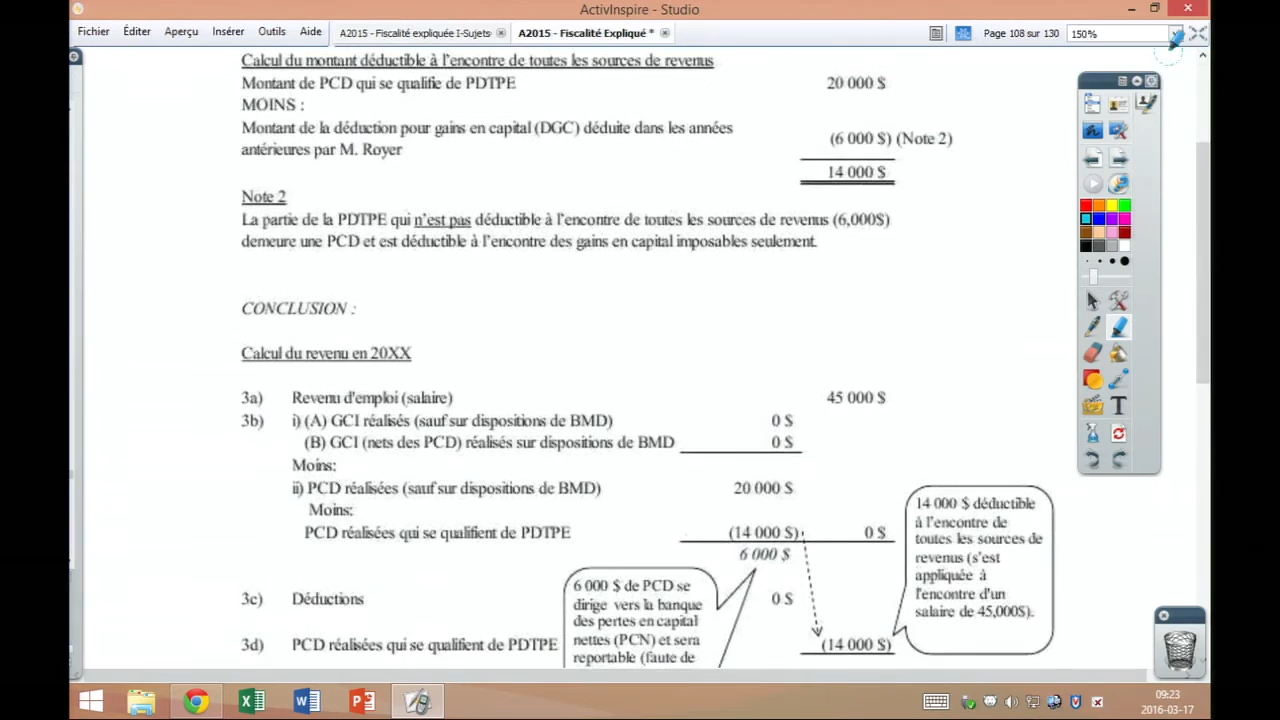 ActivInspire - Studio
Fichier Éditer Aperçu Insérer Outils Aide
A2015 - Fiscalité expliquée I-Sujets
A2015 - Fiscalité Expliqué *
Page 108 sur 130
150%
Calcul du montant déductible à l'encontre de toutes les sources de revenus
Montant de PCD qui se qualifie de PDTPE 20 000 $
MOINS :
Montant de la déduction pour gains en capital (DGC) déduite dans les années
antérieures par M. Royer (6 000 $) (Note 2)
14 000 $
Note 2
La partie de la PDTPE qui n'est pas déductible à l'encontre de toutes les sources de revenus (6,000$)
demeure une PCD et est déductible à l'encontre des gains en capital imposables seulement.
CONCLUSION :
Calcul du revenu en 20XX
3a) Revenu d'emploi (salaire) 45 000 $
3b) i) (A) GCI réalisés (sauf sur dispositions de BMD) 0 $
(B) GCI (nets des PCD) réalisés sur dispositions de BMD 0 $
Moins:
ii) PCD réalisées (sauf sur dispositions de BMD) 20 000 $
Moins:
PCD réalisées qui se qualifient de PDTPE (14 000 $) 0 $
6 000 $
3c) Déductions 0 $
3d) PCD réalisées qui se qualifient de PDTPE (14 000 $)
6 000 $ de PCD se
dirige vers la banque
des pertes en capital
nettes (PCN) et sera
reportable (faute de
14 000 $ déductible
à l'encontre de
toutes les sources de
revenus (s'est
appliquée à
l'encontre d'un
salaire de 45,000$).
09:23
2016-03-17